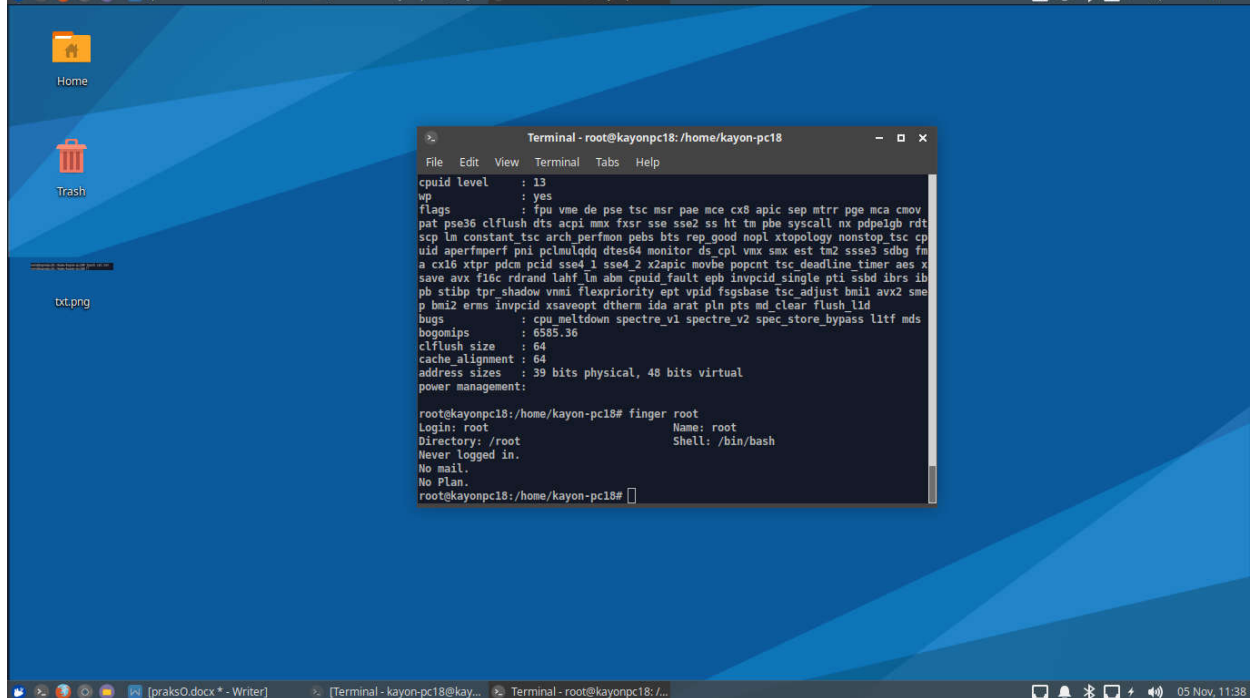 Home
Trash
txt.png
Terminal - root@kayonpc18: /home/kayon-pc18
File Edit View Terminal Tabs Help
cpuid level : 13
wp : yes
flags : fpu vme de pse tsc msr pae mce cx8 apic sep mtrr pge mca cmov
pat pse36 clflush dts acpi mmx fxsr sse sse2 ss ht tm pbe syscall nx pdpe1gb rdt
scp lm constant_tsc arch_perfmon pebs bts rep_good nopl xtopology nonstop_tsc cp
uid aperfmperf pni pclmulqdq dtes64 monitor ds_cpl vmx smx est tm2 ssse3 sdbg fm
a cx16 xtpr pdcm pcid sse4_1 sse4_2 x2apic movbe popcnt tsc_deadline_timer aes x
save avx f16c rdrand lahf_lm abm cpuid_fault epb invpcid_single pti ssbd ibrs ib
pb stibp tpr_shadow vnmi flexpriority ept vpid fsgsbase tsc_adjust bmi1 avx2 sme
p bmi2 erms invpcid xsaveopt dtherm ida arat pln pts md_clear flush_l1d
bugs : cpu_meltdown spectre_v1 spectre_v2 spec_store_bypass l1tf mds
bogomips : 6585.36
clflush size : 64
cache_alignment : 64
address sizes : 39 bits physical, 48 bits virtual
power management:
root@kayonpc18:/home/kayon-pc18# finger root
Login: root Name: root
Directory: /root Shell: /bin/bash
Never logged in.
No mail.
No Plan.
root@kayonpc18:/home/kayon-pc18#
[praksO.docx * - Writer] [Terminal - kayon-pc18@kay... Terminal - root@kayonpc18: /... 05 Nov, 11:38